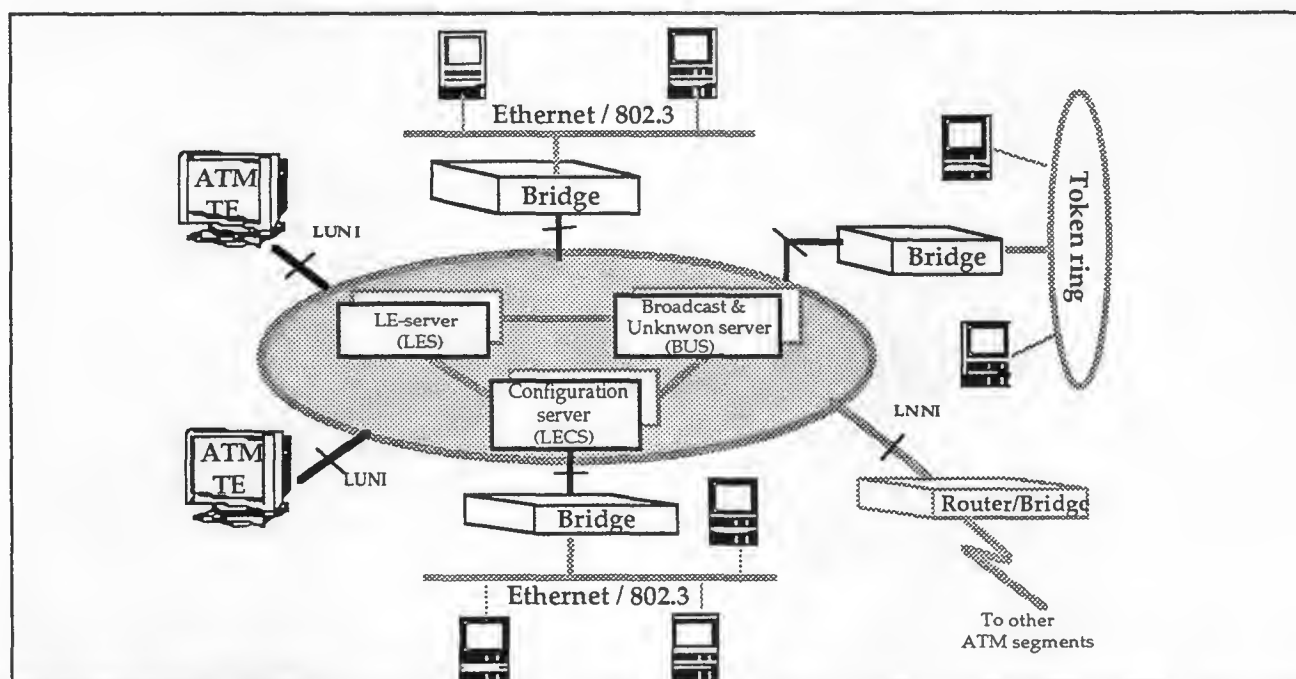 Ethernet / 802.3
ATM
TE
LUNI
Bridge
Bridge
Token ring
LE-server
(LES)
Broadcast &
Unknwon server
(BUS)
Configuration
server
(LECS)
LNNI
ATM
TE
LUNI
Bridge
Router/Bridge
Ethernet / 802.3
To other
ATM segments